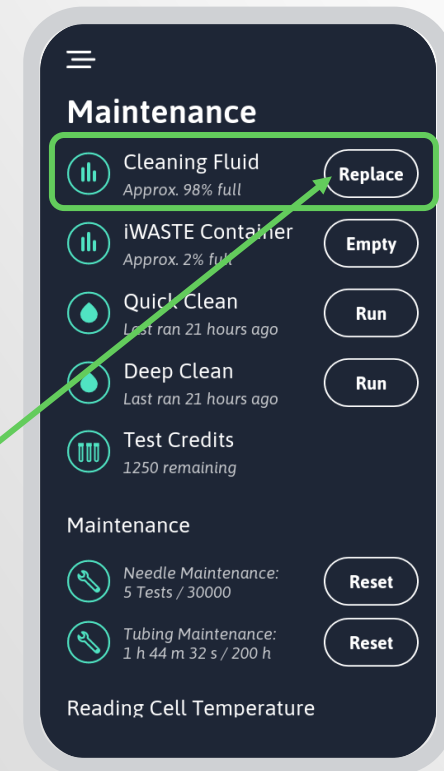 Maintenance
Cleaning Fluid
Replace
Approx. 98% full
iWASTE Container
Empty
Approx. 2% full
Quick Clean
Run
Last ran 21 hours ago
Deep Clean
Run
Last ran 21 hours ago
Test Credits
1250 remaining
Maintenance
Needle Maintenance:
5 Tests / 30000
Reset
Tubing Maintenance:
1 h 44 m 32 s / 200 h
Reset
Reading Cell Temperature